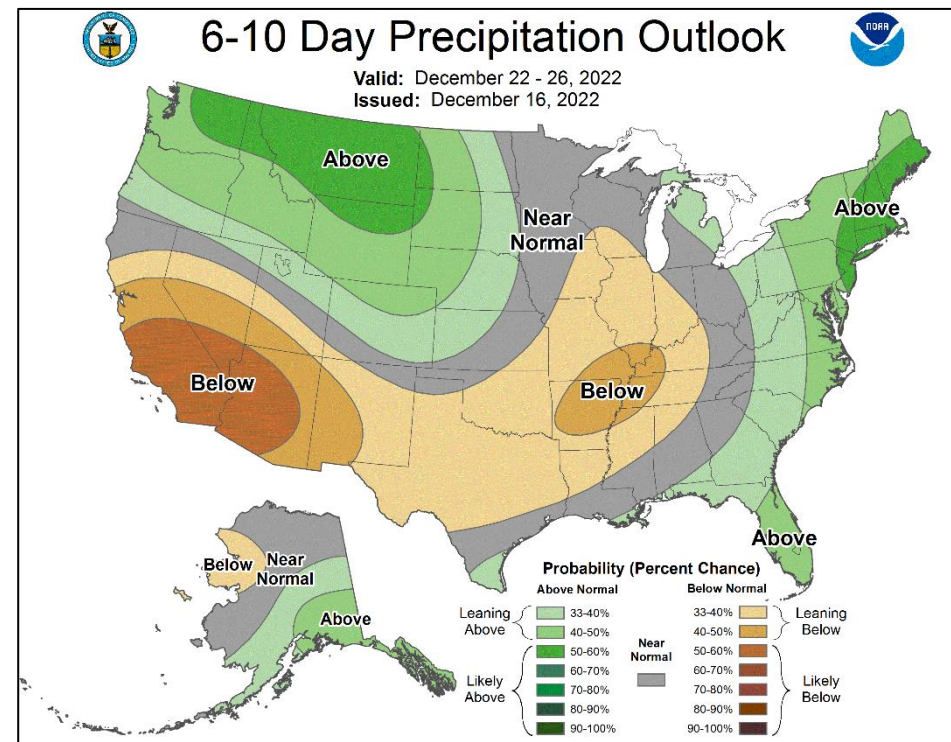 6-10 Day Precipitation Outlook
NOAA
Valid: December 22 - 26, 2022
Issued: December 16, 2022
Above
Near
Normal
Above
Below
Below
Above
Below
Near
Normal
Above
Probability (Percent Chance)
Above Normal
Below Normal
Leaning
Above
33-40%
40-50%
Likely
Above
50-60%
60-70%
70-80%
80-90%
90-100%
Near
Normal
33-40%
40-50%
Leaning
Below
50-60%
60-70%
70-80%
80-90%
90-100%
Likely
Below